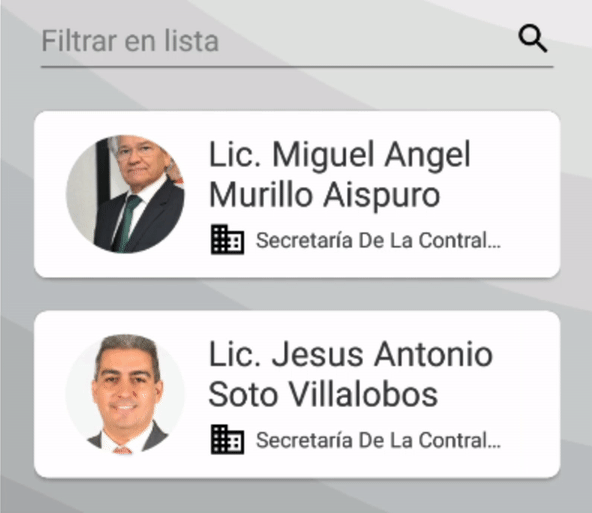 Filtrar en lista
Lic. Miguel Angel
Murillo Aispuro
Secretaría De La Contral...
Lic. Jesus Antonio
Soto Villalobos
Secretaría De La Contral...